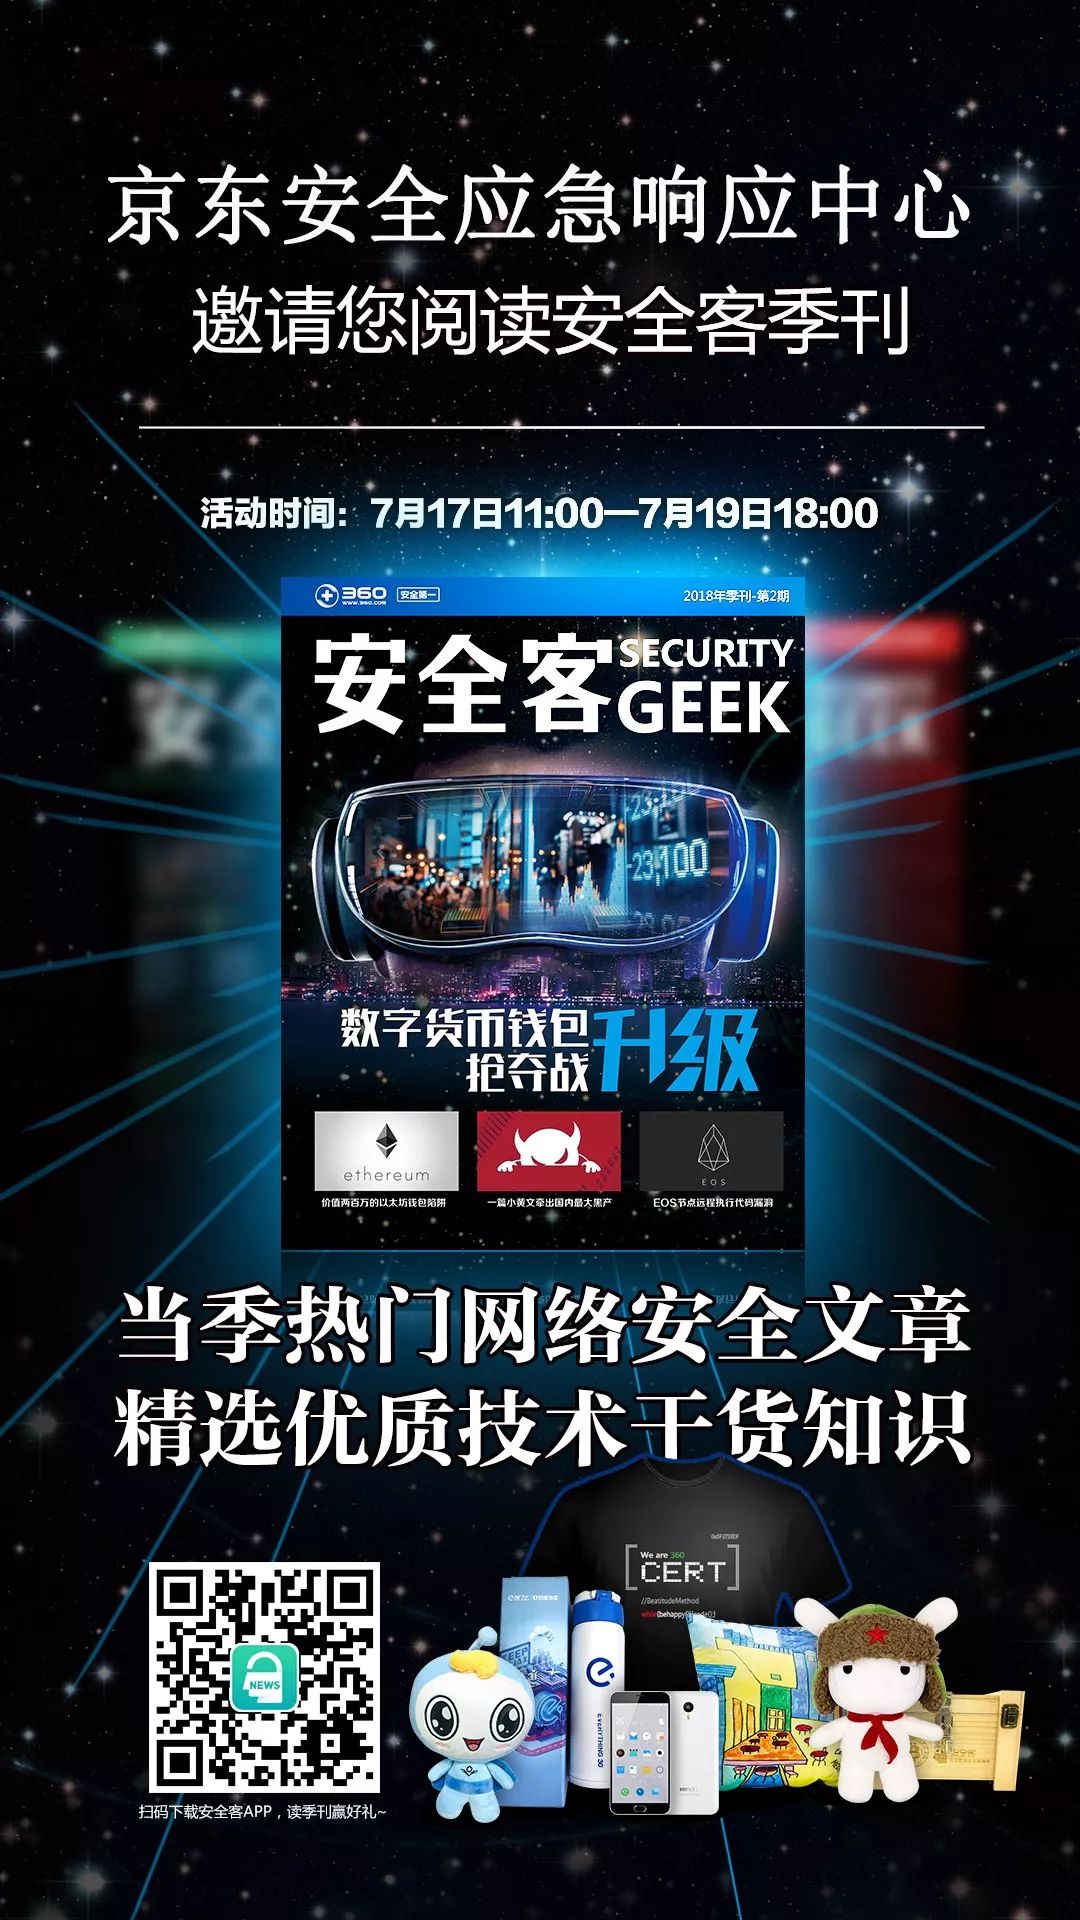 京东安全应急响应中心
邀请您阅读安全客季刊
活动时间：7月17日11:00—7月19日18:00
360
www.360.com
安全第一
2018年季刊-第2期
安全客
SECURITY
GEEK
23,100
数字货币钱包
抢夺战
升级
ethereum
EOS
价值两百万的以太坊钱包陷阱
一篇小黄文牵出国内最大黑产
EOS节点远程执行代码漏洞
当季热门网络安全文章
精选优质技术干货知识
0x5F3759DF
We are 360
[CERT]
//BeatitudeMethod
NEWS
EVERYTHING
扫码下载安全客APP，读季刊赢好礼~